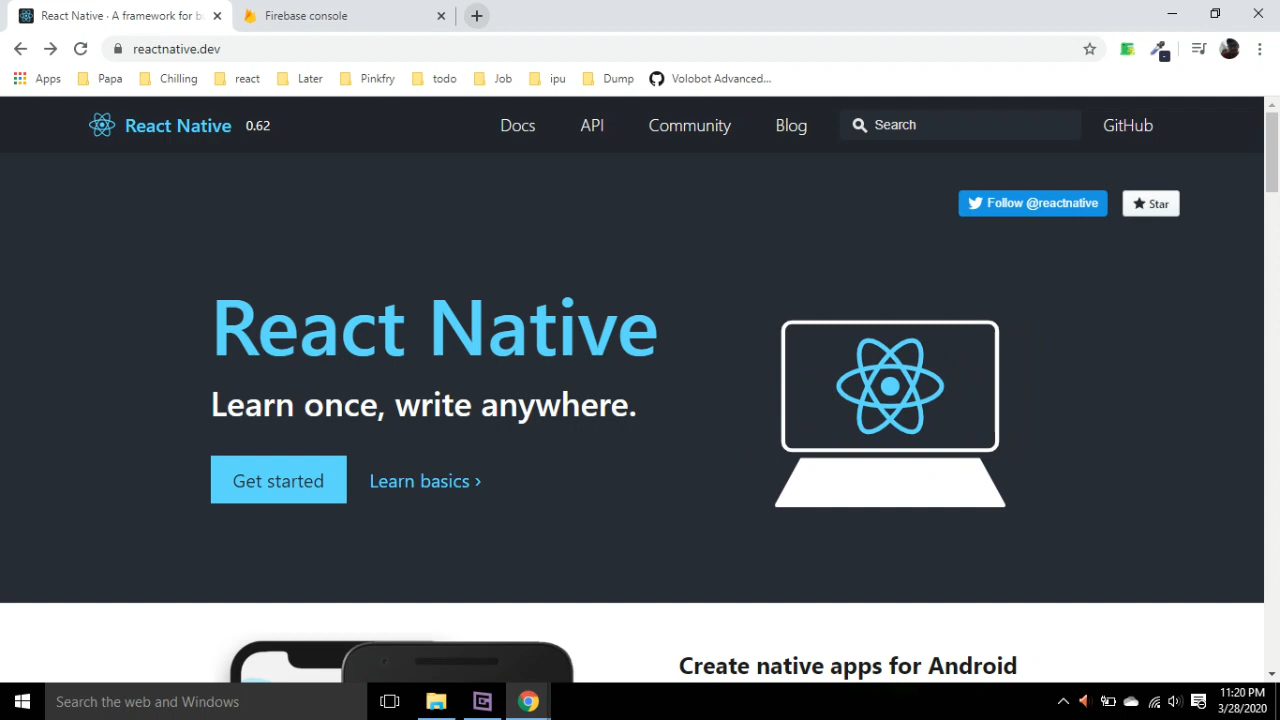 React Native · A framework for b
Firebase console
reactnative.dev
Apps Papa Chilling react Later Pinkfry todo Job ipu Dump Volobot Advanced...
React Native 0.62 Docs API Community Blog Search GitHub
Follow @reactnative Star
React Native
Learn once, write anywhere.
Get started Learn basics ›
Create native apps for Android
Search the web and Windows
11:20 PM
3/28/2020